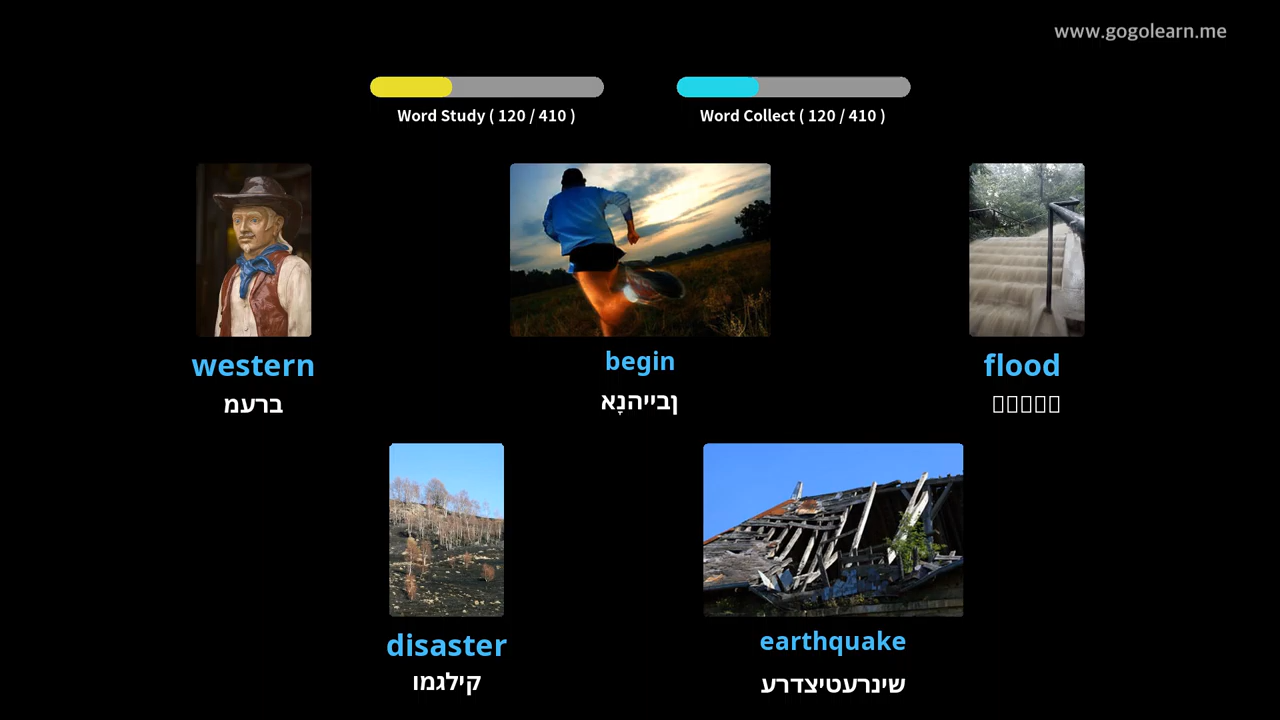 www.gogolearn.me
Word Study ( 120 / 410 )
Word Collect ( 120 / 410 )
western
ברעמ
begin
ןבייהנָא
flood
disaster
קילגמו
earthquake
שינרעטיצדרע